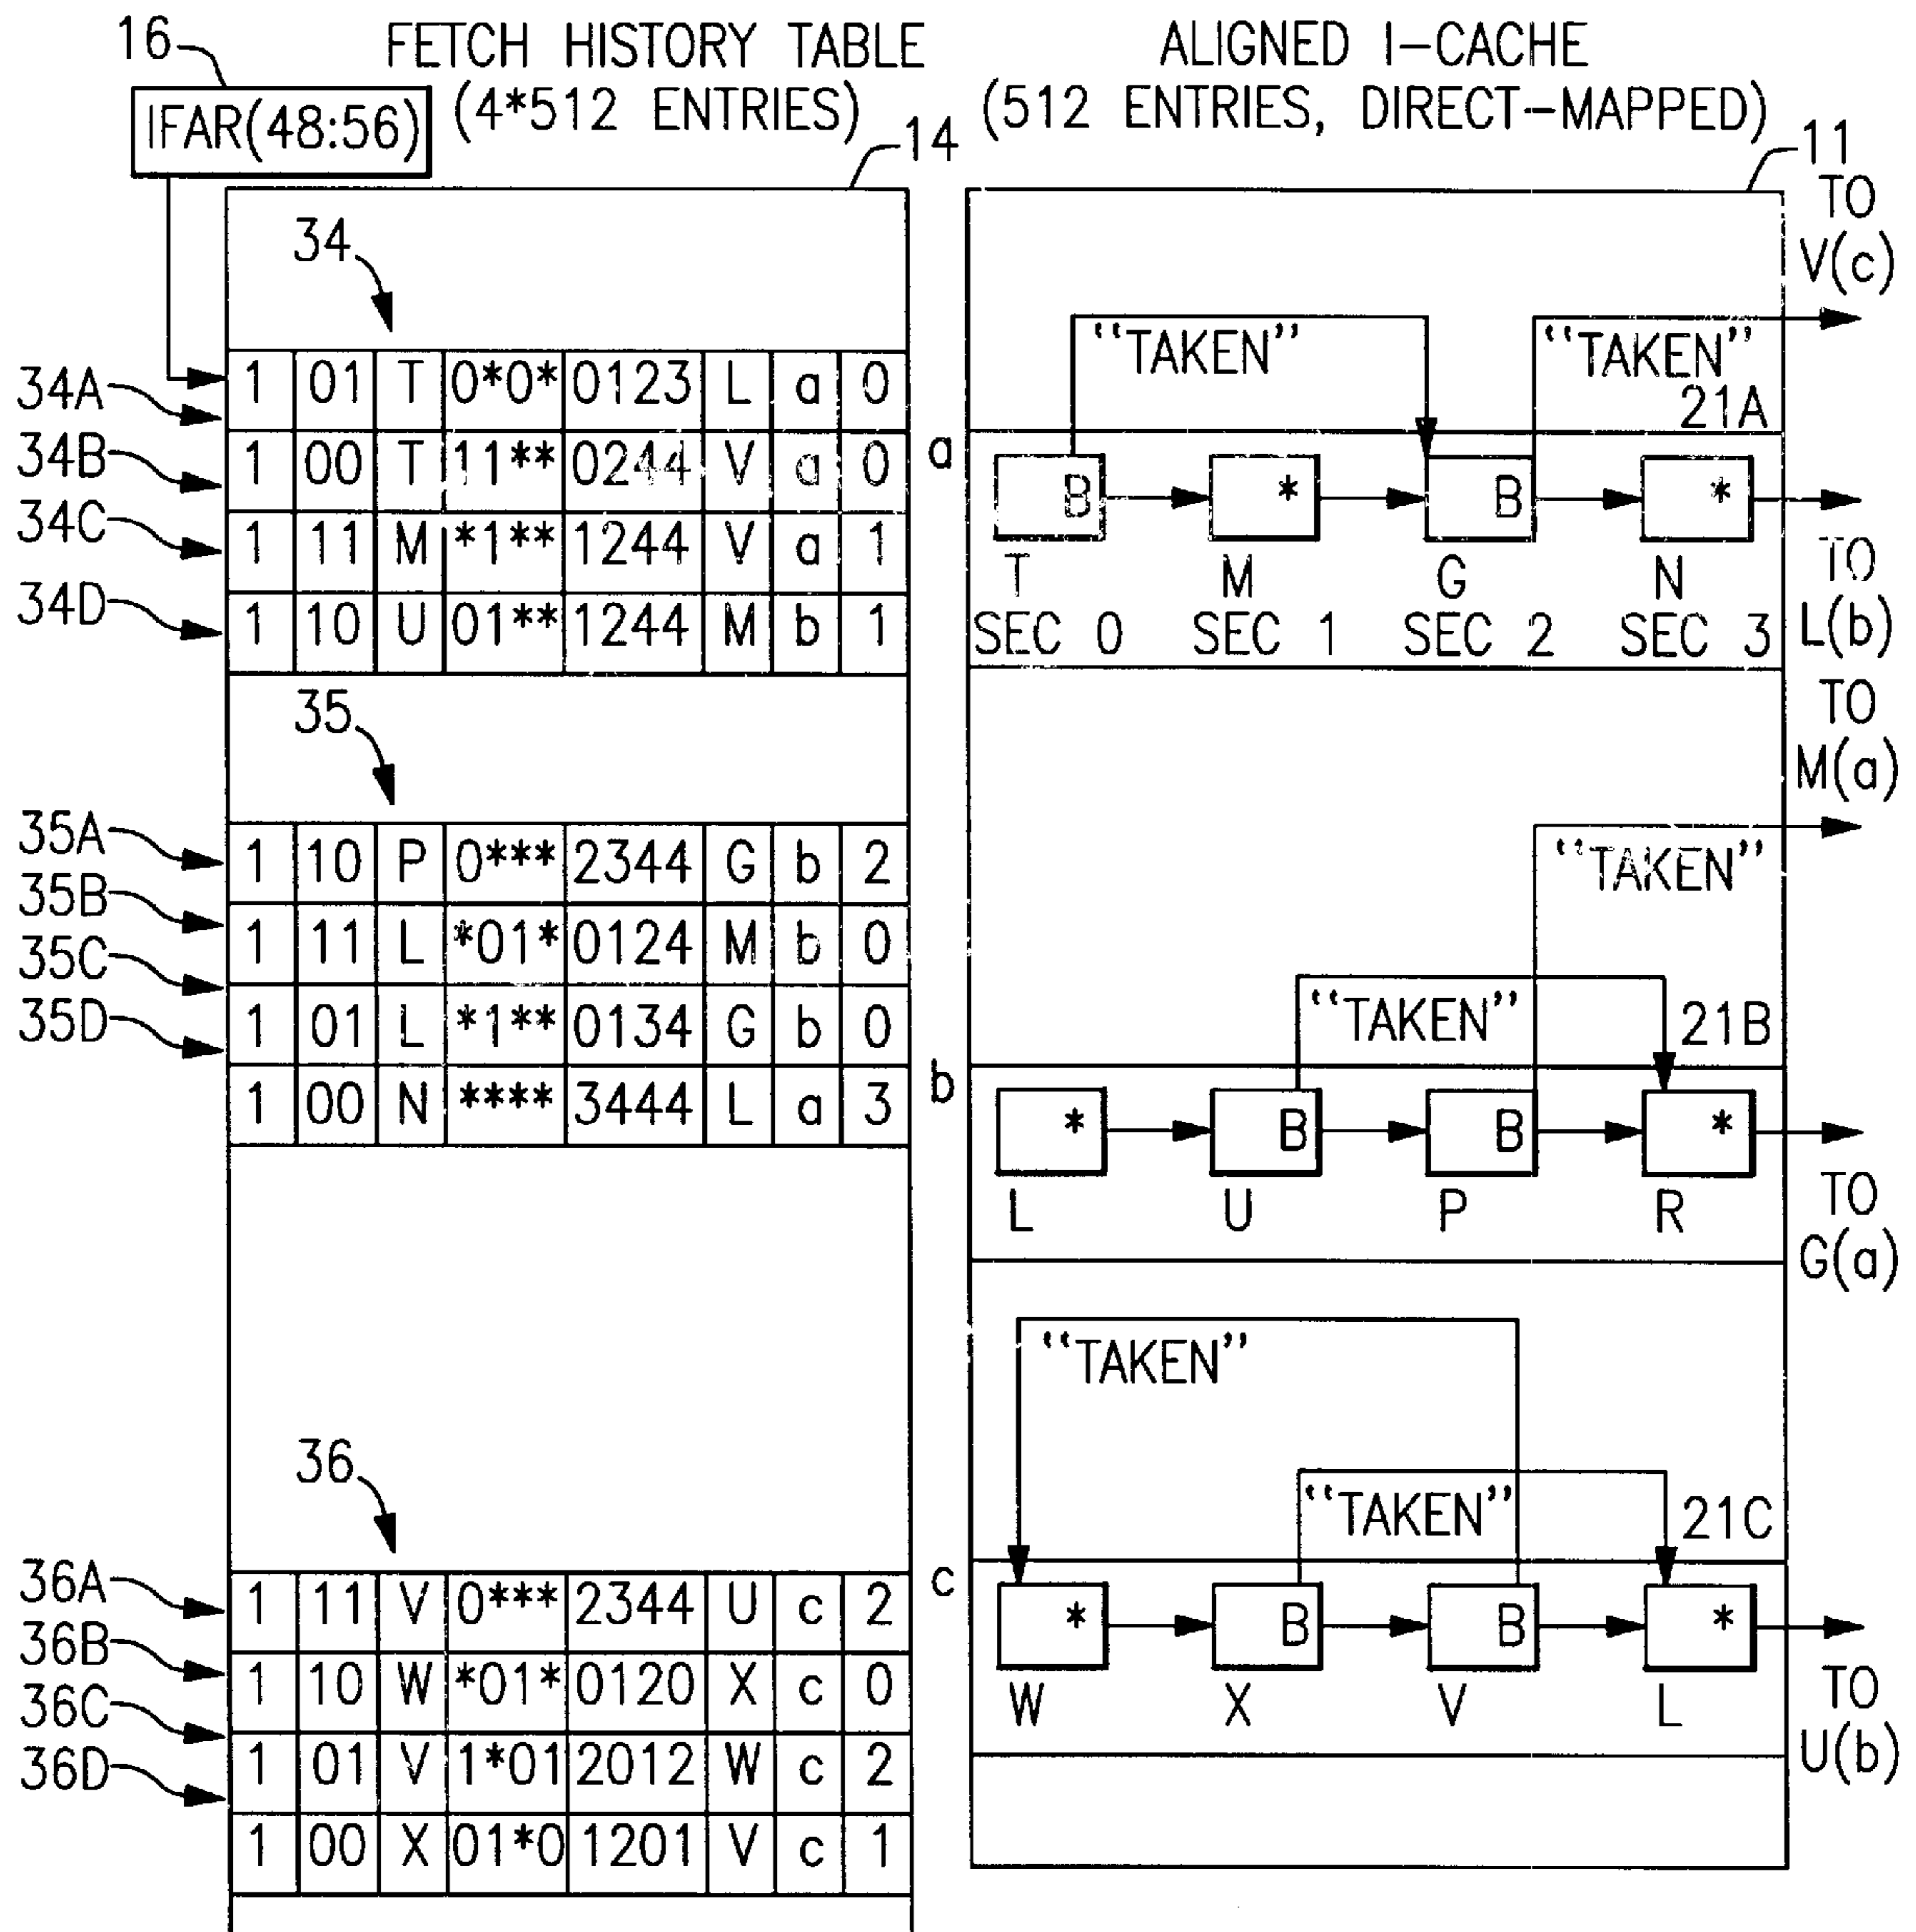 16
FETCH HISTORY TABLE
(4*512 ENTRIES)
ALIGNED I-CACHE
(512 ENTRIES, DIRECT-MAPPED)
IFAR(48:56)
14
11
TO
V(c)
34
"TAKEN"
"TAKEN"
21A
34A
1 01 T 0*0* 0123 L a 0
34B
1 00 T 11** 0244 V a 0
34C
1 11 M *1** 1244 V a 1
34D
1 10 U 01** 1244 M b 1
a
B * B *
T M G N
SEC 0 SEC 1 SEC 2 SEC 3
TO
L(b)
35
TO
M(a)
"TAKEN"
35A
1 10 P 0*** 2344 G b 2
35B
1 11 L *01* 0124 M b 0
35C
1 01 L *1** 0134 G b 0
35D
1 00 N **** 3444 L a 3
"TAKEN"
21B
b
* B B *
L U P R
TO
G(a)
"TAKEN"
36
"TAKEN"
21C
36A
1 11 V 0*** 2344 U c 2
36B
1 10 W *01* 0120 X c 0
36C
1 01 V 1*01 2012 W c 2
36D
1 00 X 01*0 1201 V c 1
c
* B B *
W X V L
TO
U(b)